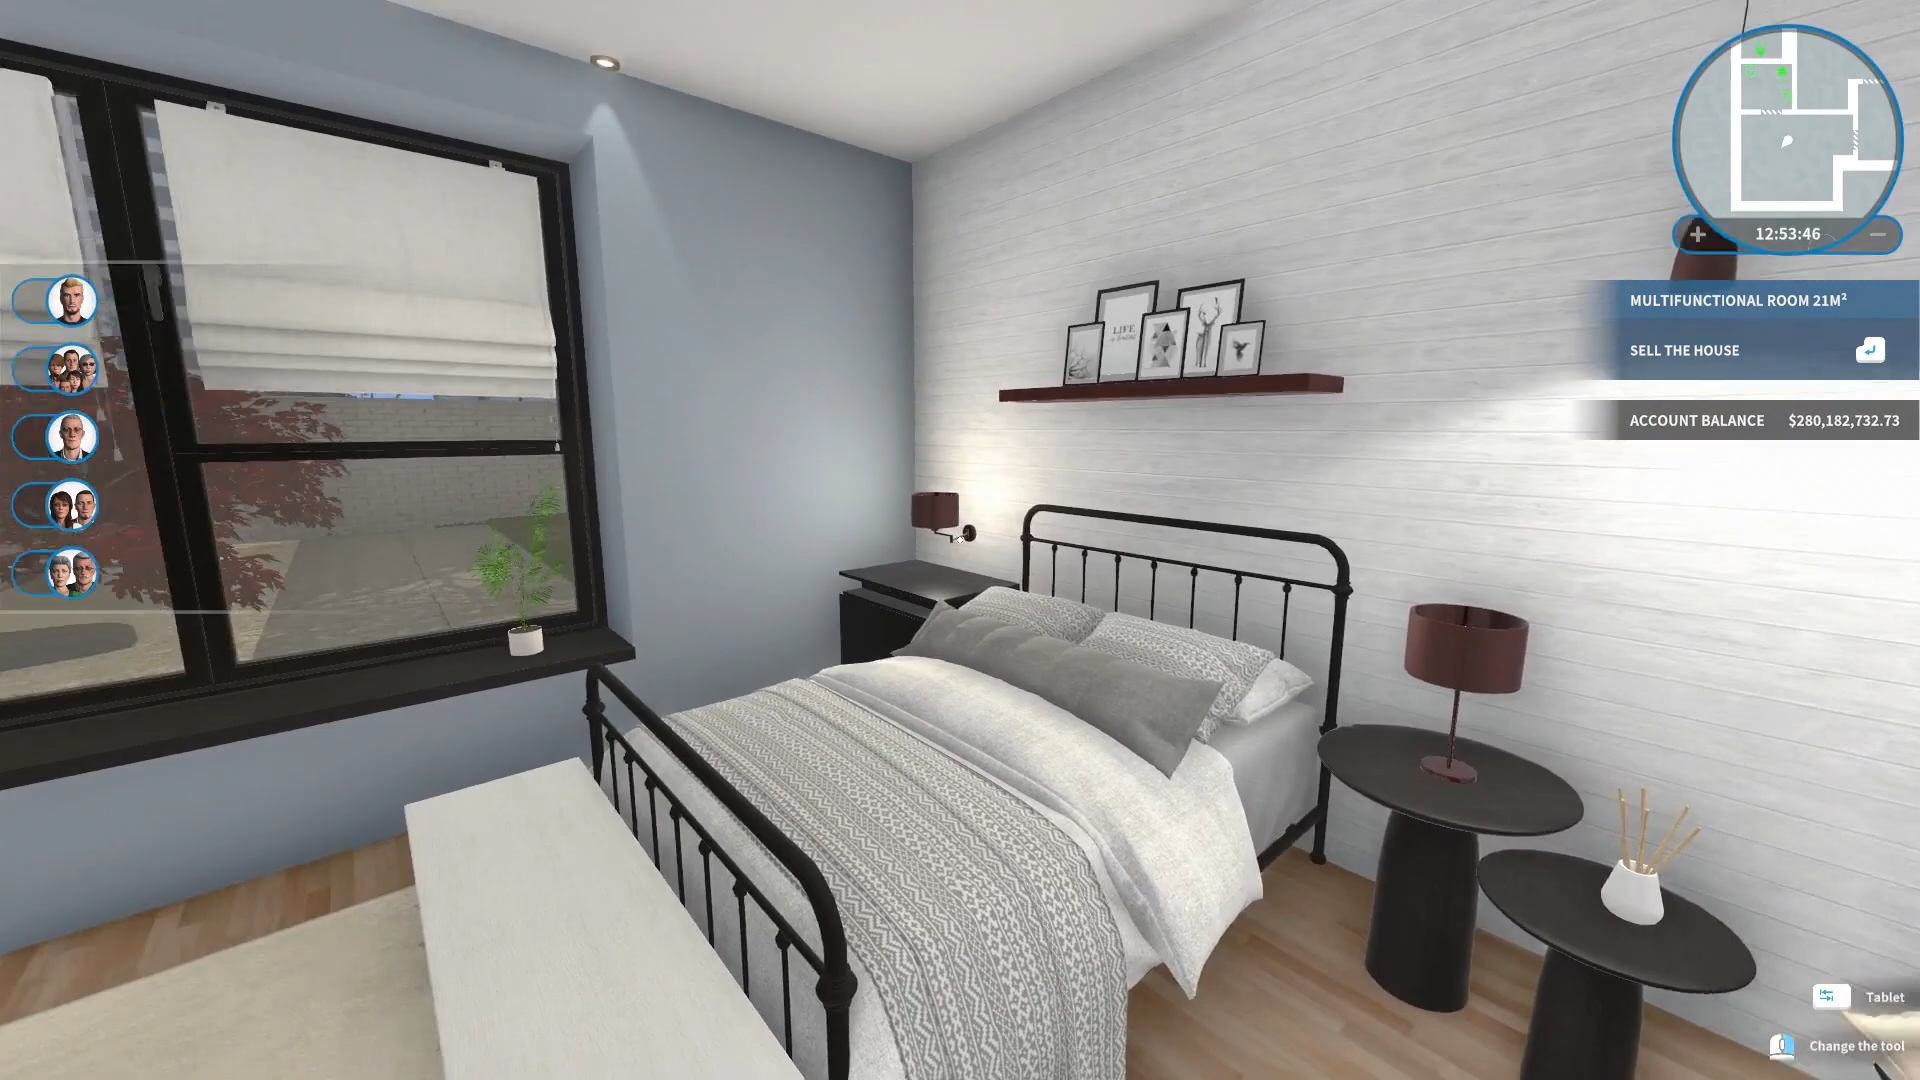 12:53:46
MULTIFUNCTIONAL ROOM 21M²
SELL THE HOUSE
ACCOUNT BALANCE $280,182,732.73
LIFE
Tablet
Change the tool